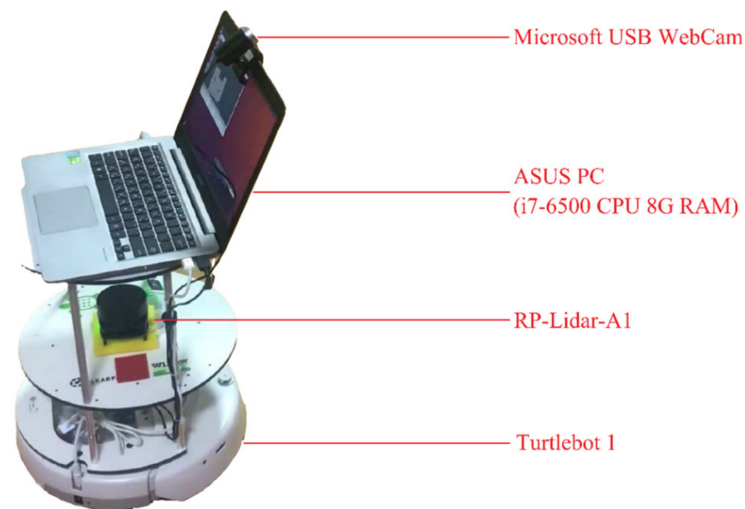 Microsoft USB WebCam
ASUS PC
(i7-6500 CPU 8G RAM)
RP-Lidar-A1
Turtlebot 1